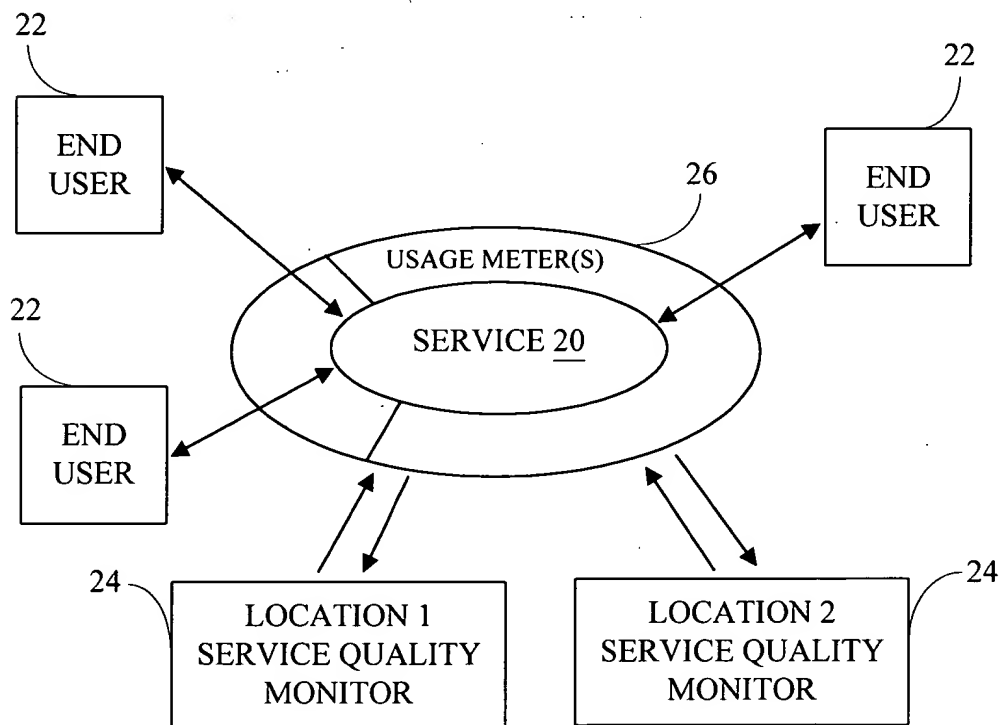 22
END
USER
22
END
USER
26
USAGE METER(S)
SERVICE 20
22
END
USER
24
LOCATION 1
SERVICE QUALITY
MONITOR
24
LOCATION 2
SERVICE QUALITY
MONITOR